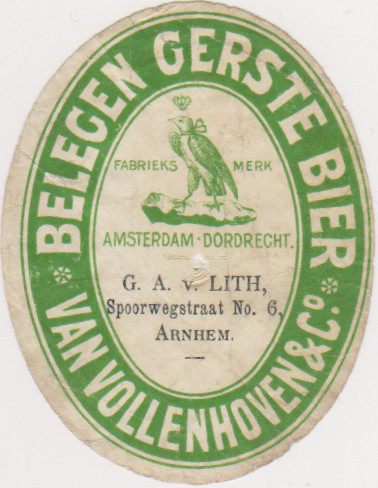 BELEGEN GERSTE BIER
FABRIEKS MERK
AMSTERDAM-DORDRECHT.
G. A. v. LITH,
Spoorwegstraat No. 6,
ARNHEM.
VAN VOLLENHOVEN & Co.